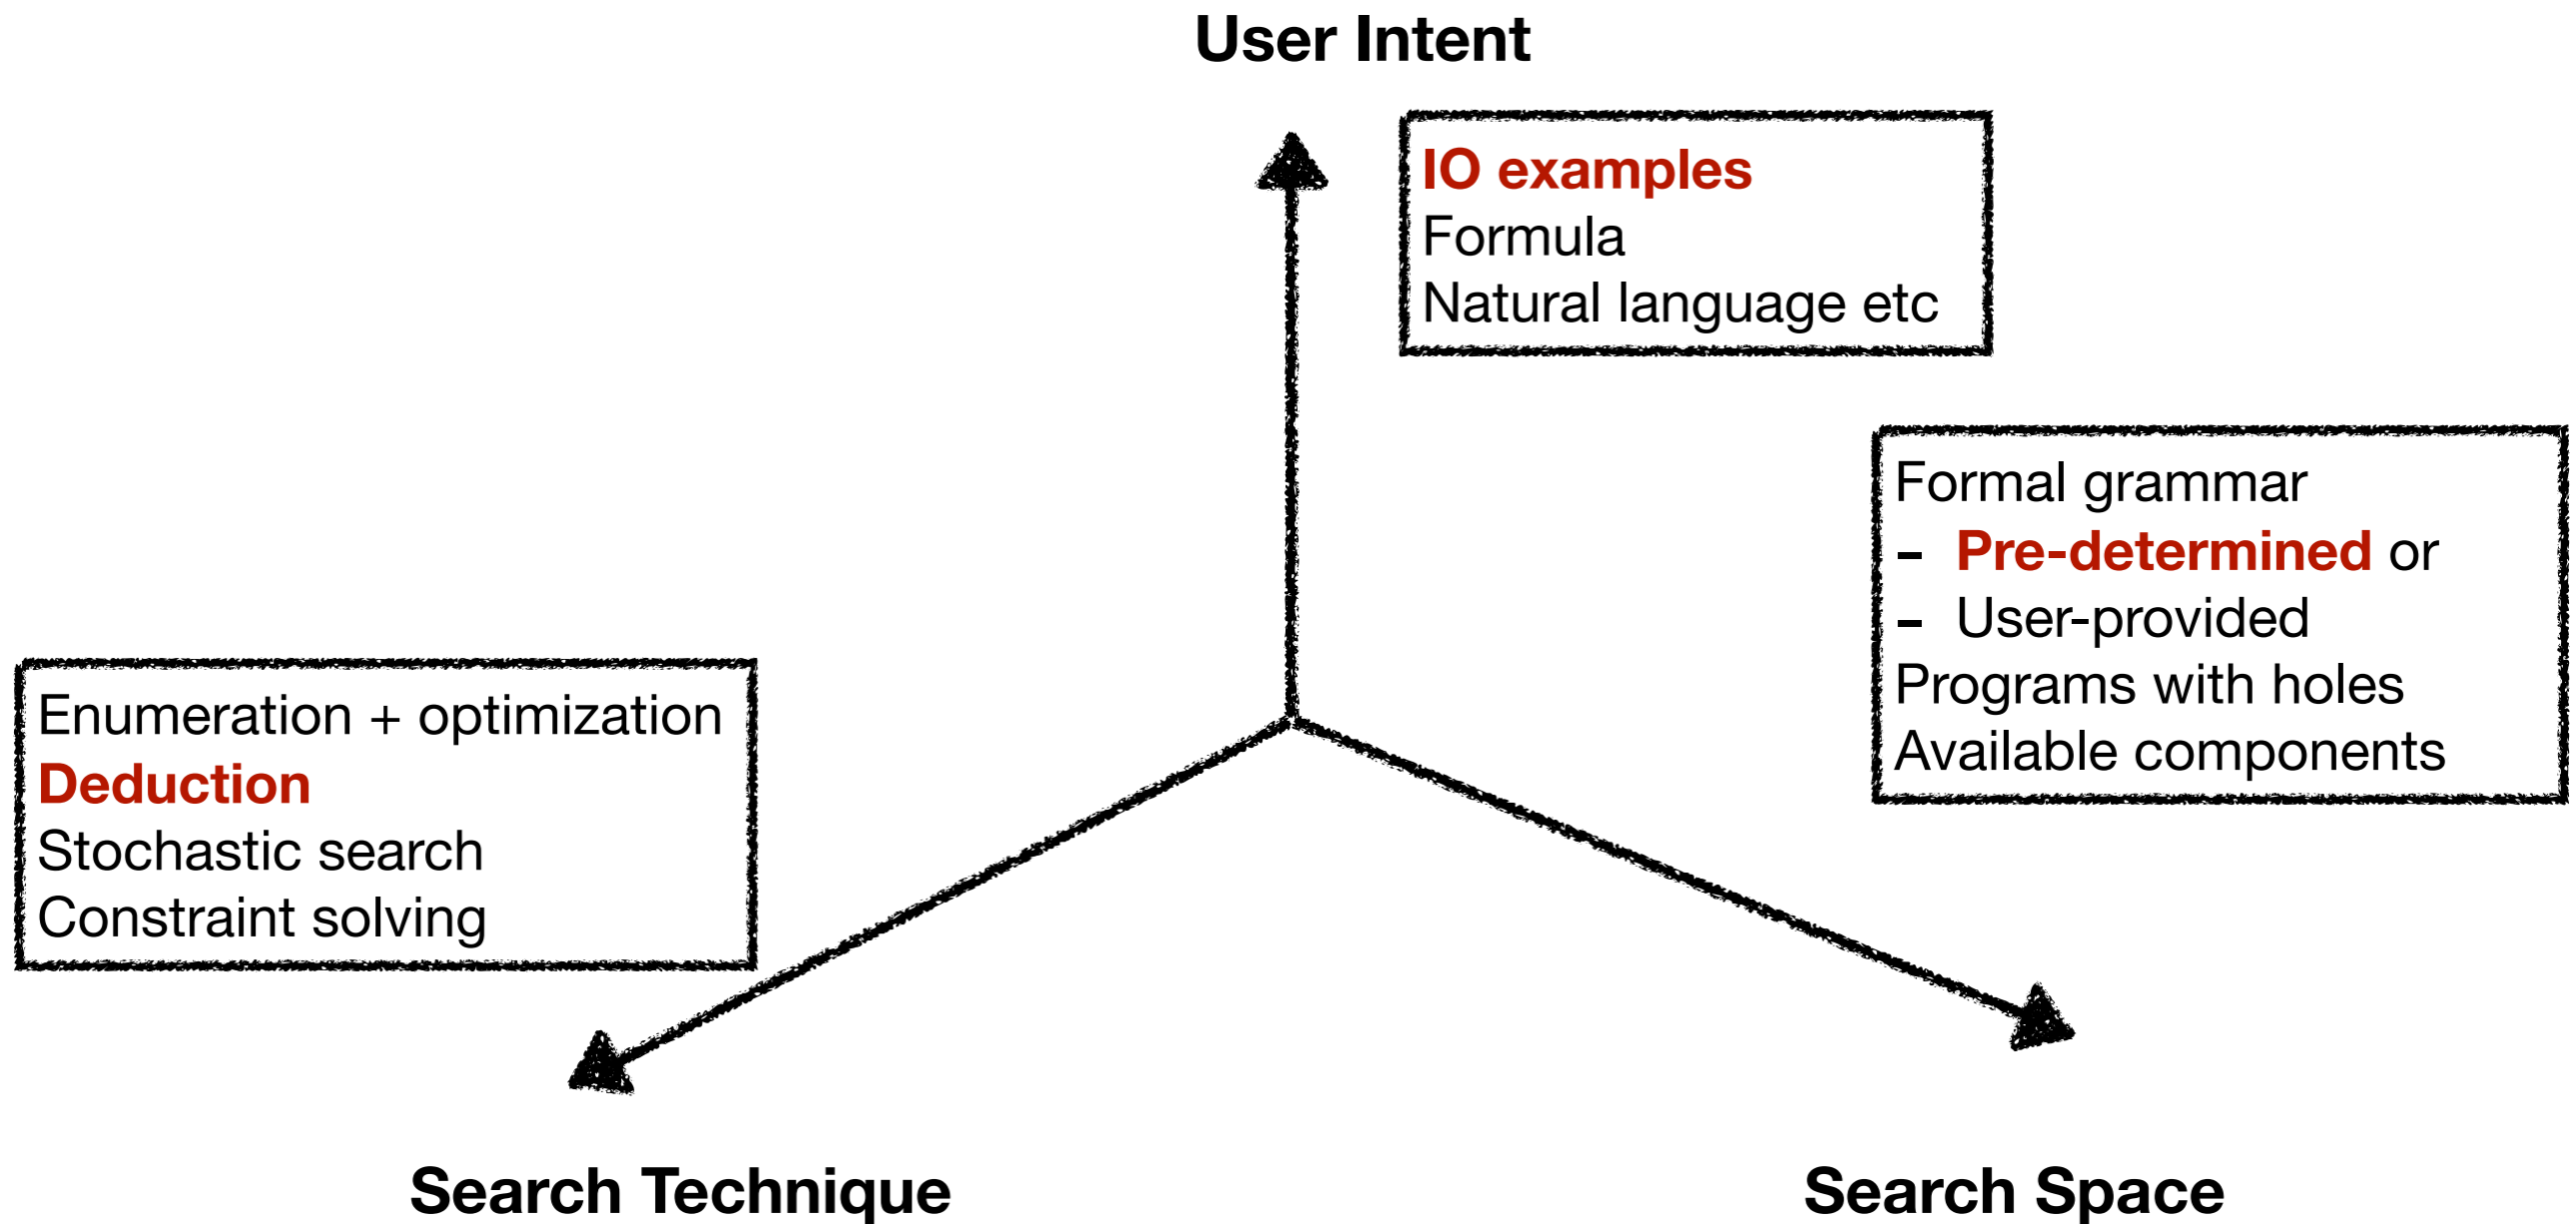 User Intent
IO examples
Formula
Natural language etc
Formal grammar
- Pre-determined or
- User-provided
Programs with holes
Available components
Enumeration + optimization
Deduction
Stochastic search
Constraint solving
Search Technique
Search Space